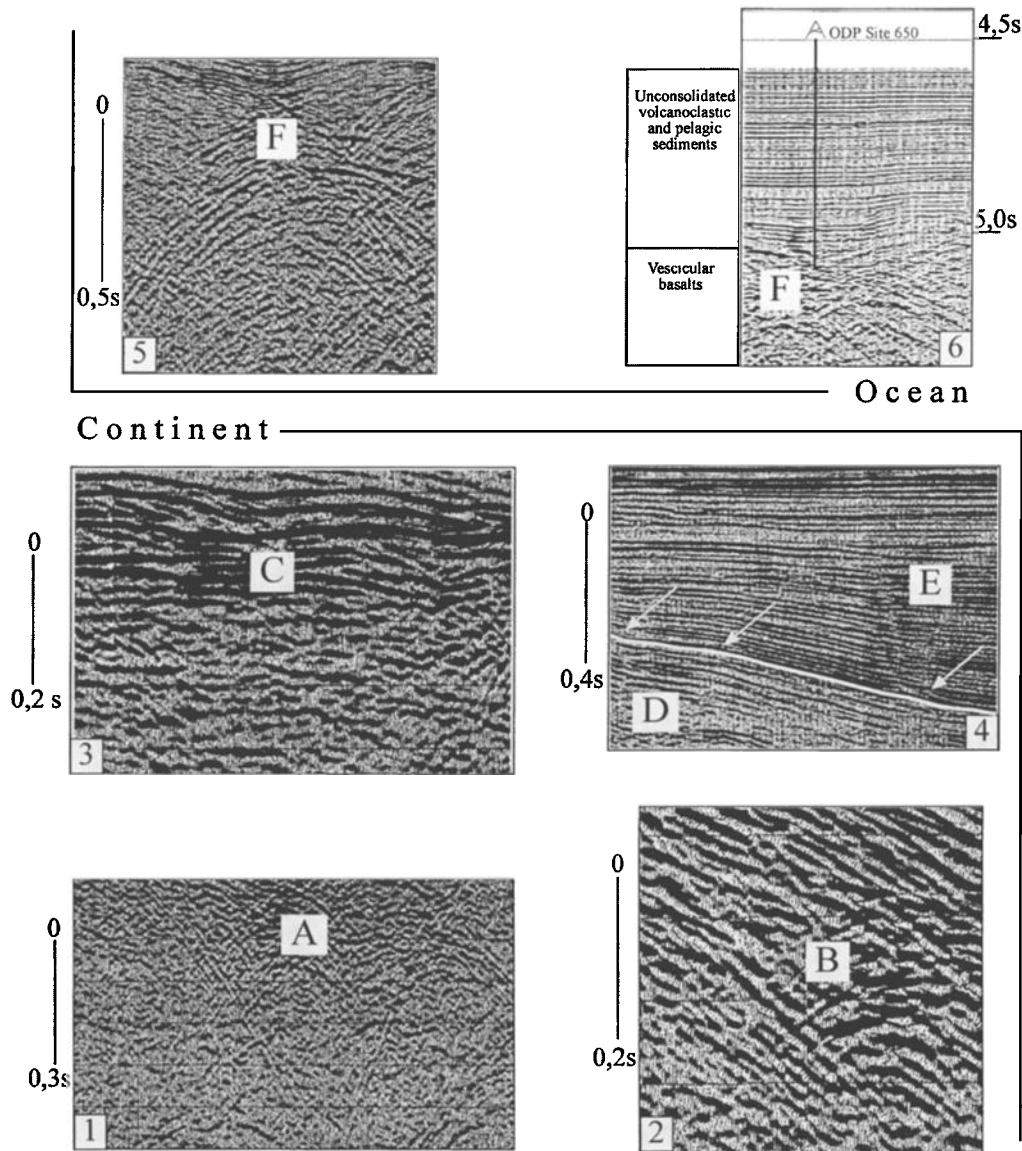 ODP Site 650
4,5s
0
F
0,5s
5
Unconsolidated
volcanoclastic
and pelagic
sediments
5,0s
Vescicular
basalts
F
6
Ocean
Continent
0
C
0,2 s
3
0
E
0,4s
D
4
0
A
0,3s
1
0
B
0,2s
2